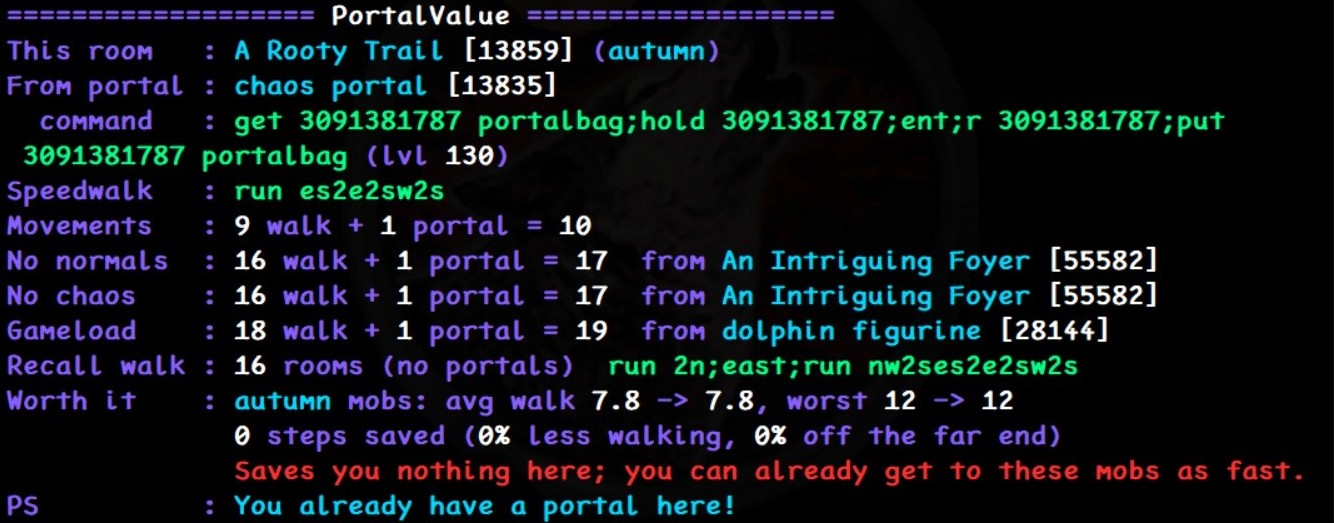 =================== PortalValue ===================
This room   : A Rooty Trail [13859] (autumn)
From portal : chaos portal [13835]
  command   : get 3091381787 portalbag;hold 3091381787;ent;r 3091381787;put
 3091381787 portalbag (lvl 130)
Speedwalk   : run es2e2sw2s
Movements   : 9 walk + 1 portal = 10
No normals  : 16 walk + 1 portal = 17  from An Intriguing Foyer [55582]
No chaos    : 16 walk + 1 portal = 17  from An Intriguing Foyer [55582]
Gameload    : 18 walk + 1 portal = 19  from dolphin figurine [28144]
Recall walk : 16 rooms (no portals)  run 2n;east;run nw2ses2e2sw2s
Worth it    : autumn mobs: avg walk 7.8 -> 7.8, worst 12 -> 12
              0 steps saved (0% less walking, 0% off the far end)
              Saves you nothing here; you can already get to these mobs as fast.
PS          : You already have a portal here!